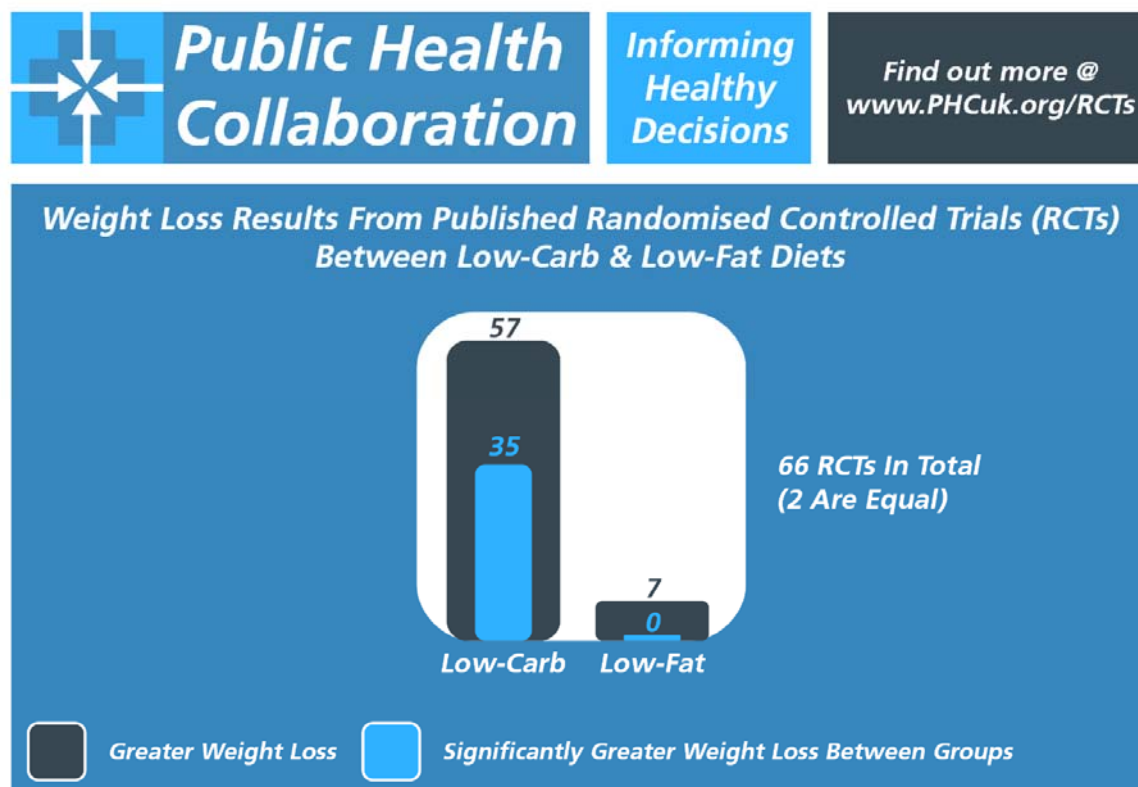 Public Health
Collaboration
Informing
Healthy
Decisions
Find out more @
www.PHCuk.org/RCTs
Weight Loss Results From Published Randomised Controlled Trials (RCTs)
Between Low-Carb & Low-Fat Diets
57
35
7
0
Low-Carb
Low-Fat
66 RCTs In Total
(2 Are Equal)
Greater Weight Loss
Significantly Greater Weight Loss Between Groups